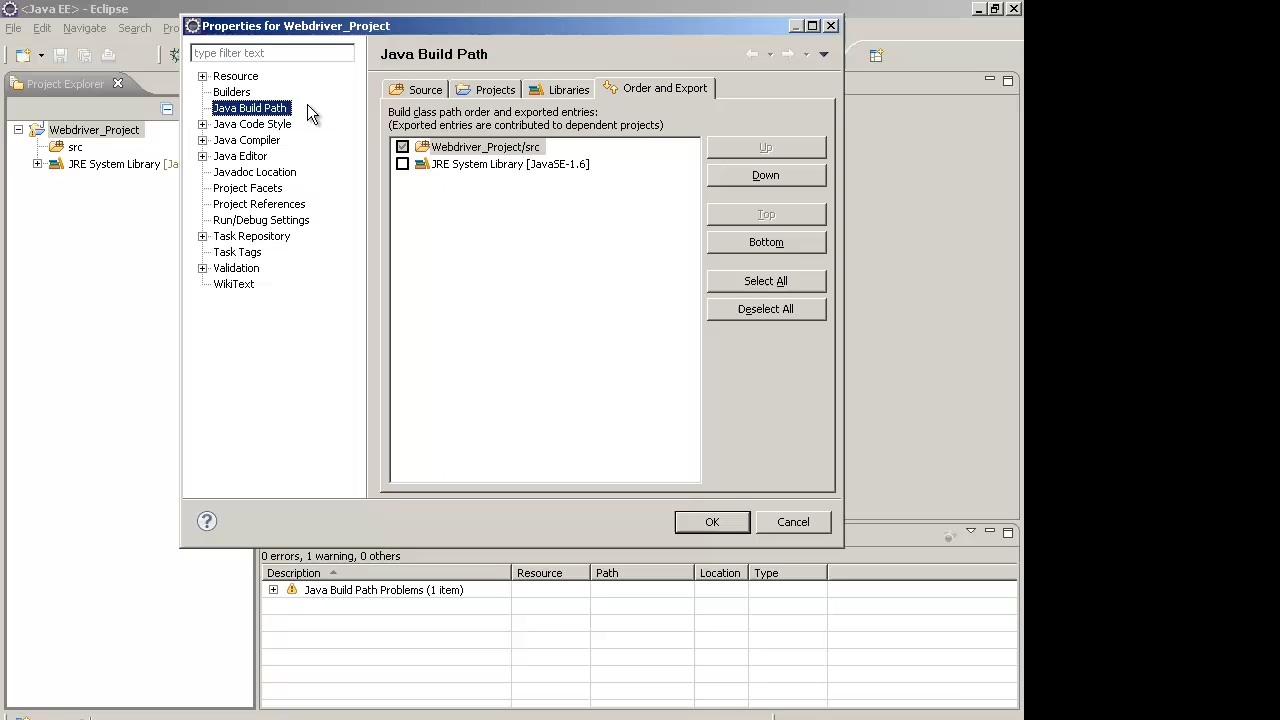 <Java EE> - Eclipse
File Edit Navigate Search Pro
Project Explorer
Webdriver_Project
src
JRE System Library [Ja
Properties for Webdriver_Project
type filter text
Resource
Builders
Java Build Path
Java Code Style
Java Compiler
Java Editor
Javadoc Location
Project Facets
Project References
Run/Debug Settings
Task Repository
Task Tags
Validation
WikiText
Java Build Path
Source Projects Libraries Order and Export
Build class path order and exported entries:
(Exported entries are contributed to dependent projects)
Webdriver_Project/src
JRE System Library [JavaSE-1.6]
Up
Down
Top
Bottom
Select All
Deselect All
OK Cancel
0 errors, 1 warning, 0 others
Description Resource Path Location Type
Java Build Path Problems (1 item)